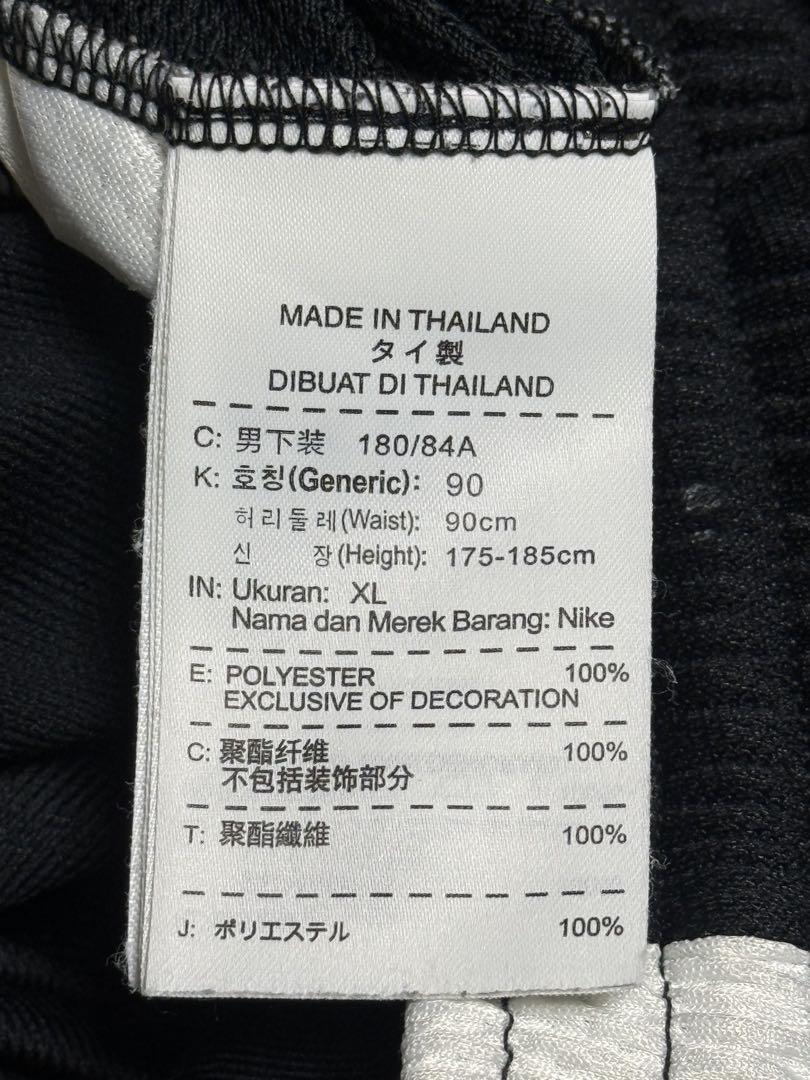 MADE IN THAILAND
タイ製
DIBUAT DI THAILAND
C: 男下装 180/84A
K: 호칭(Generic): 90
허리둘레(Waist): 90cm
신 장(Height): 175-185cm
IN: Ukuran: XL
Nama dan Merek Barang: Nike
E: POLYESTER 100%
EXCLUSIVE OF DECORATION
C: 聚酯纤维 100%
不包括装饰部分
T: 聚酯纖維 100%
J: ポリエステル 100%